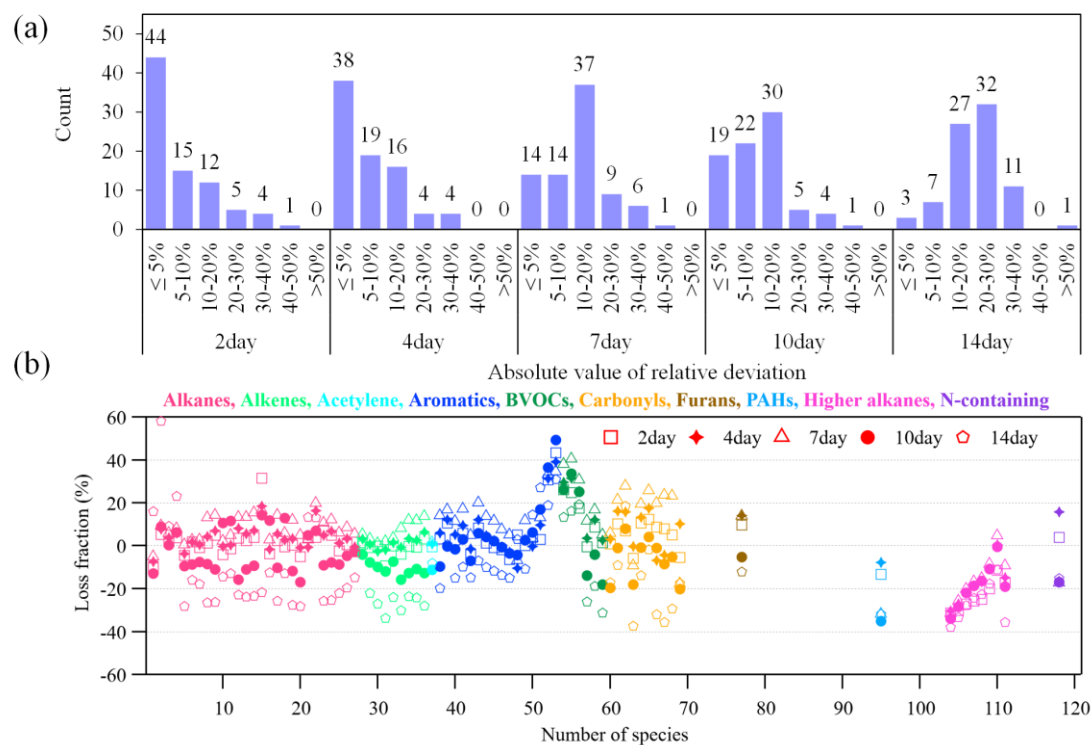 (a)
Count
50
40
30
20
10
0
44 15 12 5 4 1 0
38 19 16 4 4 0 0
14 14 37 9 6 1 0
19 22 30 5 4 1 0
3 7 27 32 11 0 1
≤ 5% 5-10% 10-20% 20-30% 30-40% 40-50% >50%
≤ 5% 5-10% 10-20% 20-30% 30-40% 40-50% >50%
≤ 5% 5-10% 10-20% 20-30% 30-40% 40-50% >50%
≤ 5% 5-10% 10-20% 20-30% 30-40% 40-50% >50%
≤ 5% 5-10% 10-20% 20-30% 30-40% 40-50% >50%
2day 4day 7day 10day 14day
Absolute value of relative deviation
(b)
Alkanes, Alkenes, Acetylene, Aromatics, BVOCs, Carbonyls, Furans, PAHs, Higher alkanes, N-containing
2day 4day 7day 10day 14day
Loss fraction (%)
60
40
20
0
-20
-40
-60
10 20 30 40 50 60 70 80 90 100 110 120
Number of species